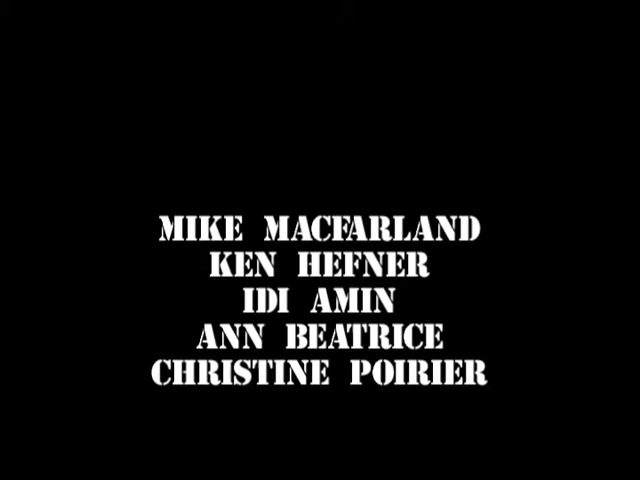 MIKE MACFARLAND
KEN HEFNER
IDI AMIN
ANN BEATRICE
CHRISTINE POIRIER